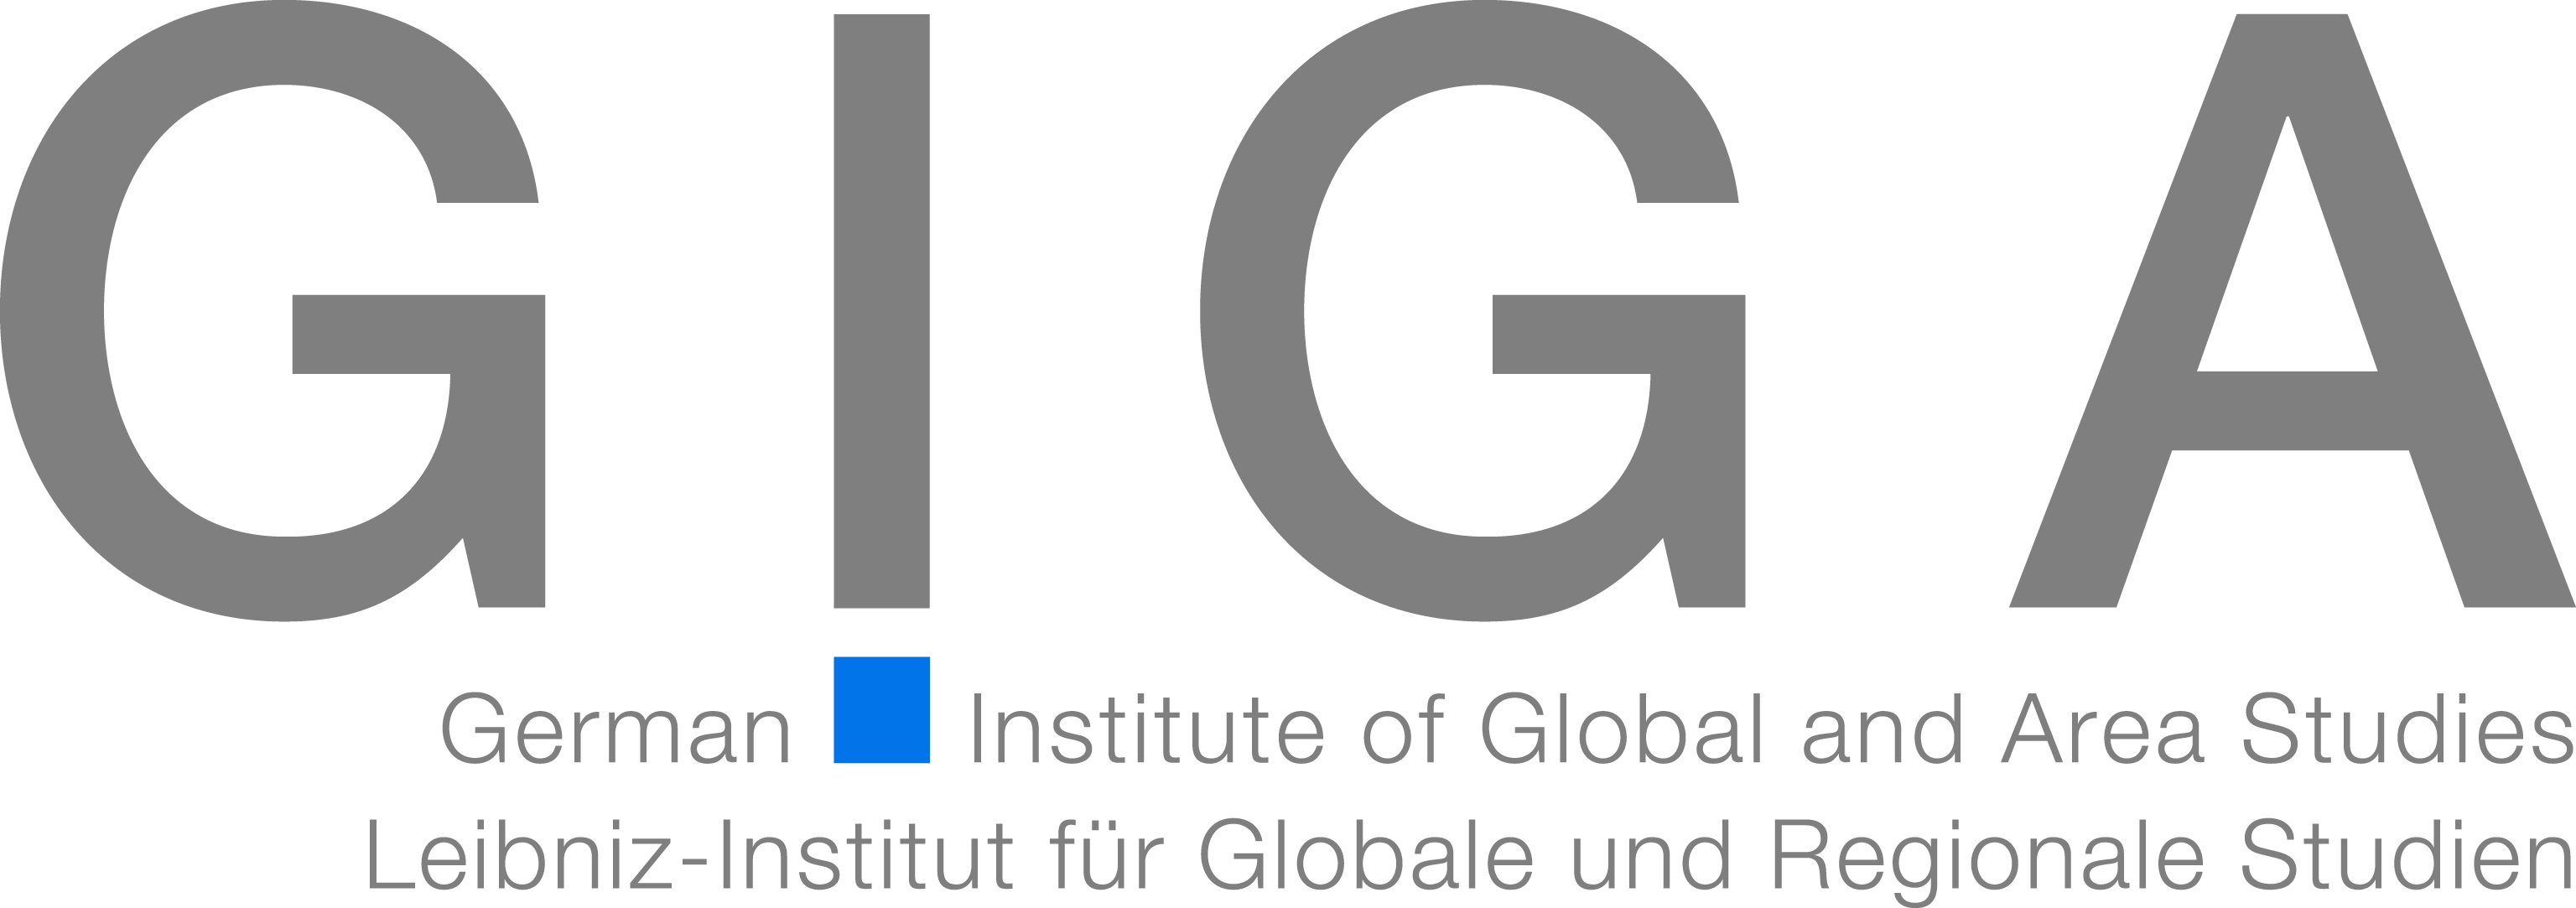 GIGA
German Institute of Global and Area Studies
Leibniz-Institut für Globale und Regionale Studien